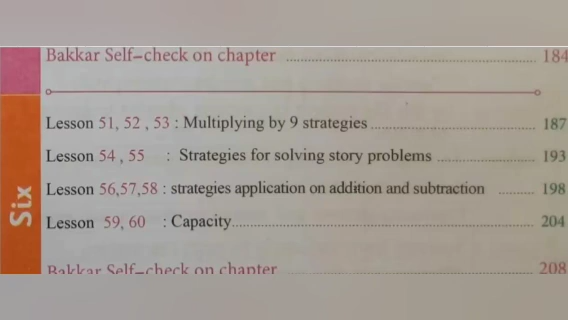 Bakkar Self–check on chapter ................................................................ 184
Lesson 51, 52 , 53 : Multiplying by 9 strategies ............................................ 187
Lesson 54 , 55 : Strategies for solving story problems ............................ 193
Lesson 56,57,58 : strategies application on addition and subtraction ......... 198
Lesson 59, 60 : Capacity................................................................................ 204
Bakkar Self–check on chapter ................................................................ 208
Six